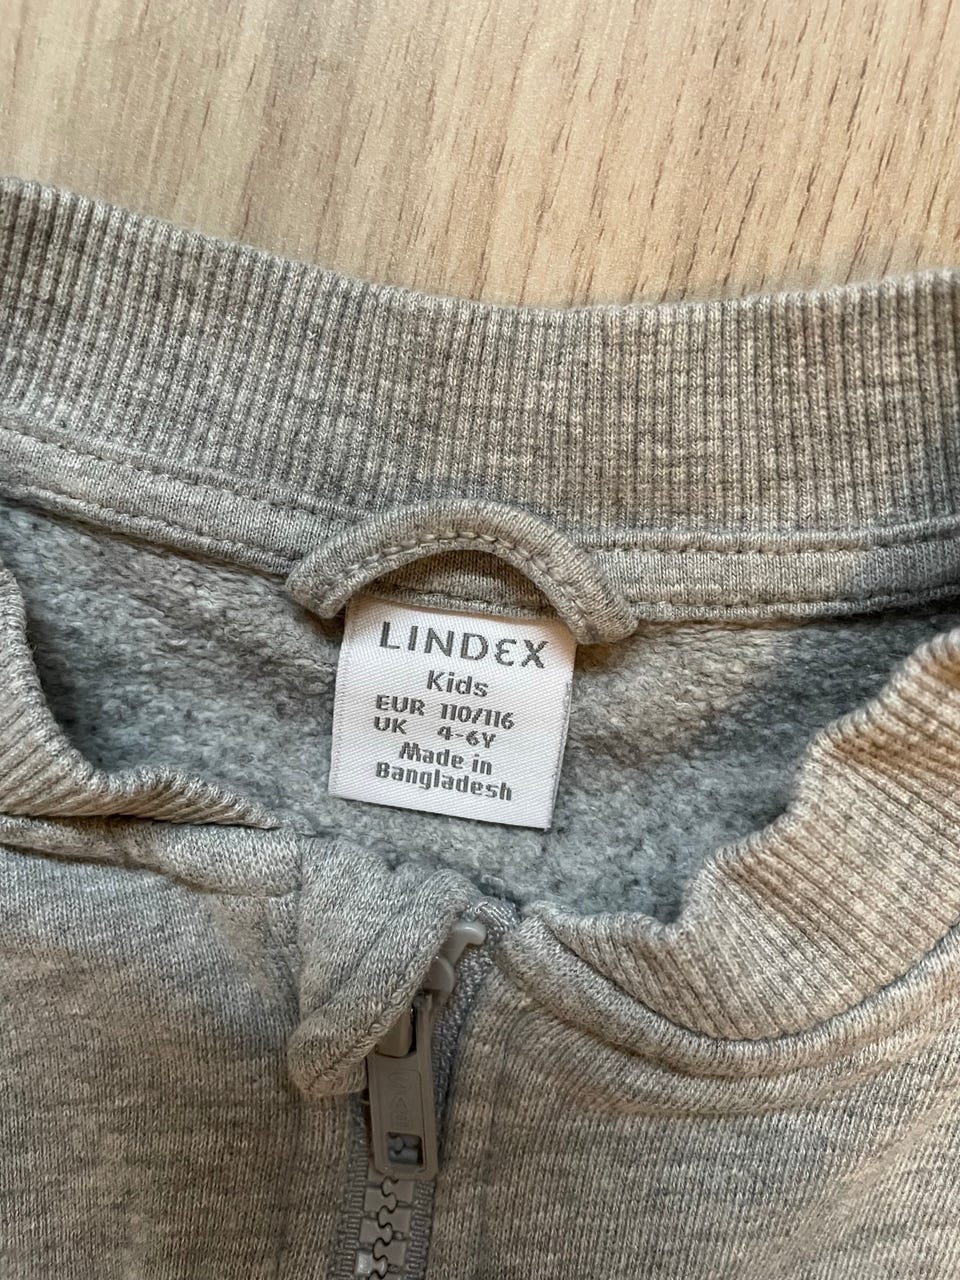 LINDEX
Kids
EUR 110/116
UK 4-6Y
Made in
Bangladesh